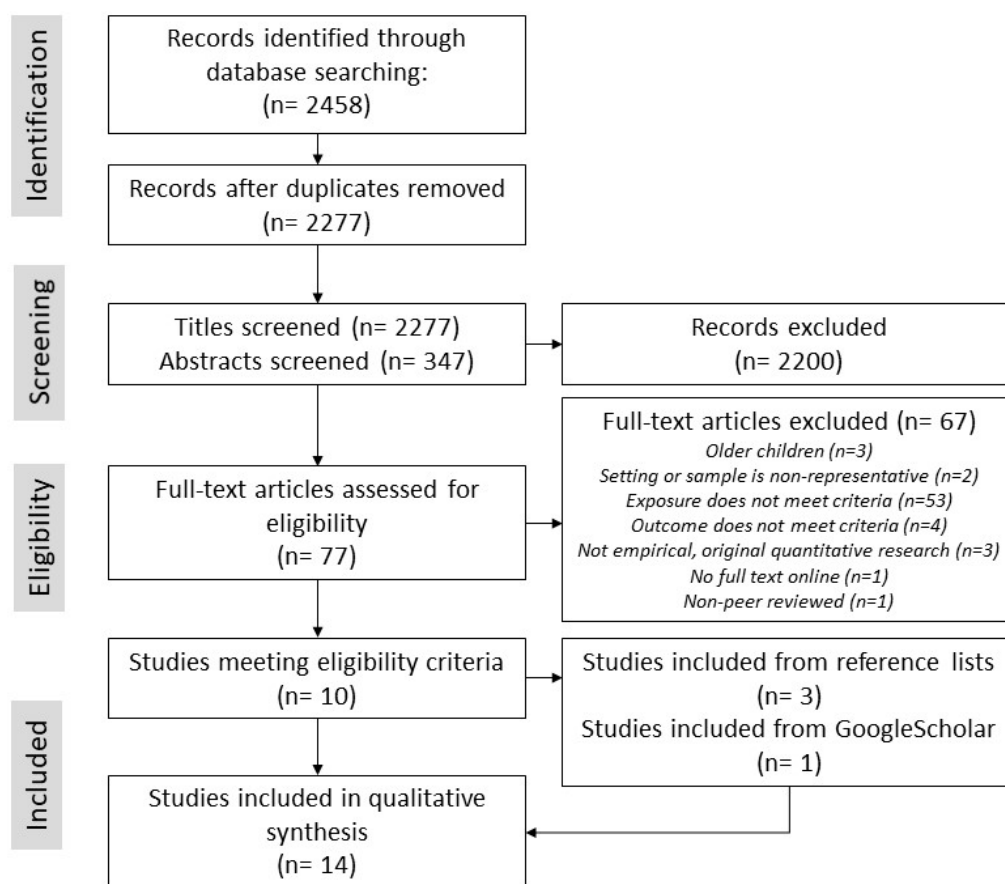 Identification
Records identified through
database searching:
(n= 2458)
Records after duplicates removed
(n= 2277)
Screening
Titles screened (n= 2277)
Abstracts screened (n= 347)
Records excluded
(n= 2200)
Eligibility
Full-text articles assessed for
eligibility
(n= 77)
Full-text articles excluded (n= 67)
Older children (n=3)
Setting or sample is non-representative (n=2)
Exposure does not meet criteria (n=53)
Outcome does not meet criteria (n=4)
Not empirical, original quantitative research (n=3)
No full text online (n=1)
Non-peer reviewed (n=1)
Included
Studies meeting eligibility criteria
(n= 10)
Studies included from reference lists
(n= 3)
Studies included from GoogleScholar
(n= 1)
Studies included in qualitative
synthesis
(n= 14)